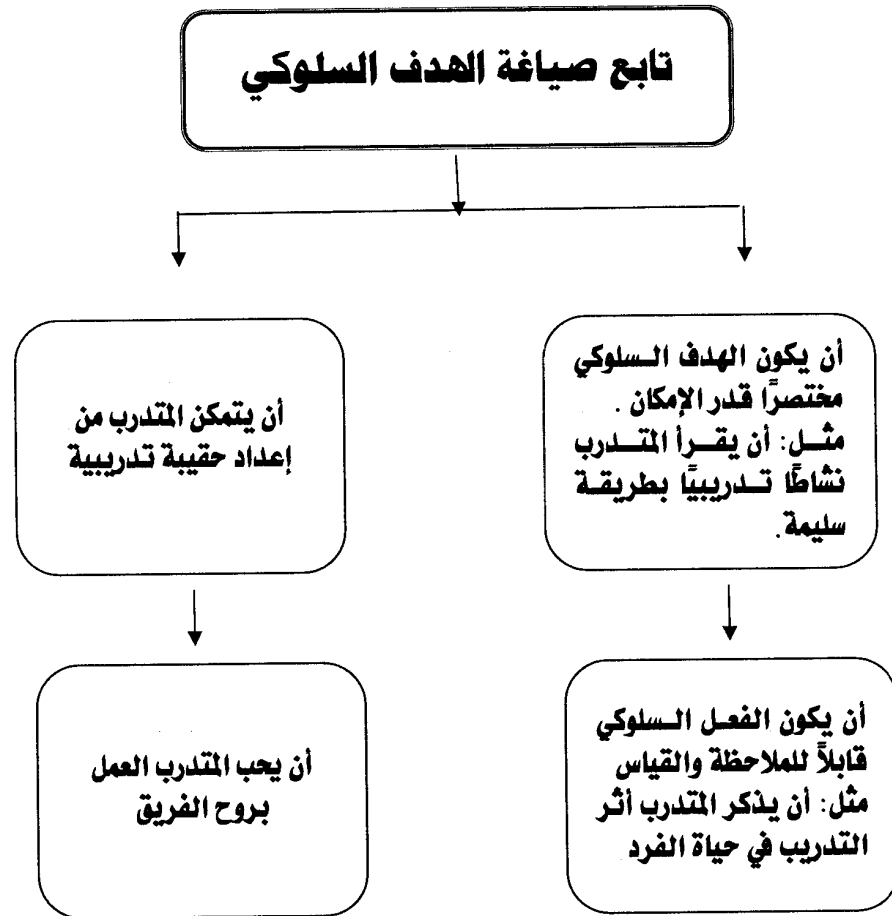 تابع صياغة الهدف السلوكي
أن يكون الهدف السلوكي
مختصرًا قدر الإمكان .
مثل: أن يقرأ المتدرب
نشاطًا تدريبيًا بطريقة
سليمة.
أن يتمكن المتدرب من
إعداد حقيبة تدريبية
أن يكون الفعل السلوكي
قابلاً للملاحظة والقياس
مثل: أن يذكر المتدرب أثر
التدريب في حياة الفرد
أن يحب المتدرب العمل
بروح الفريق